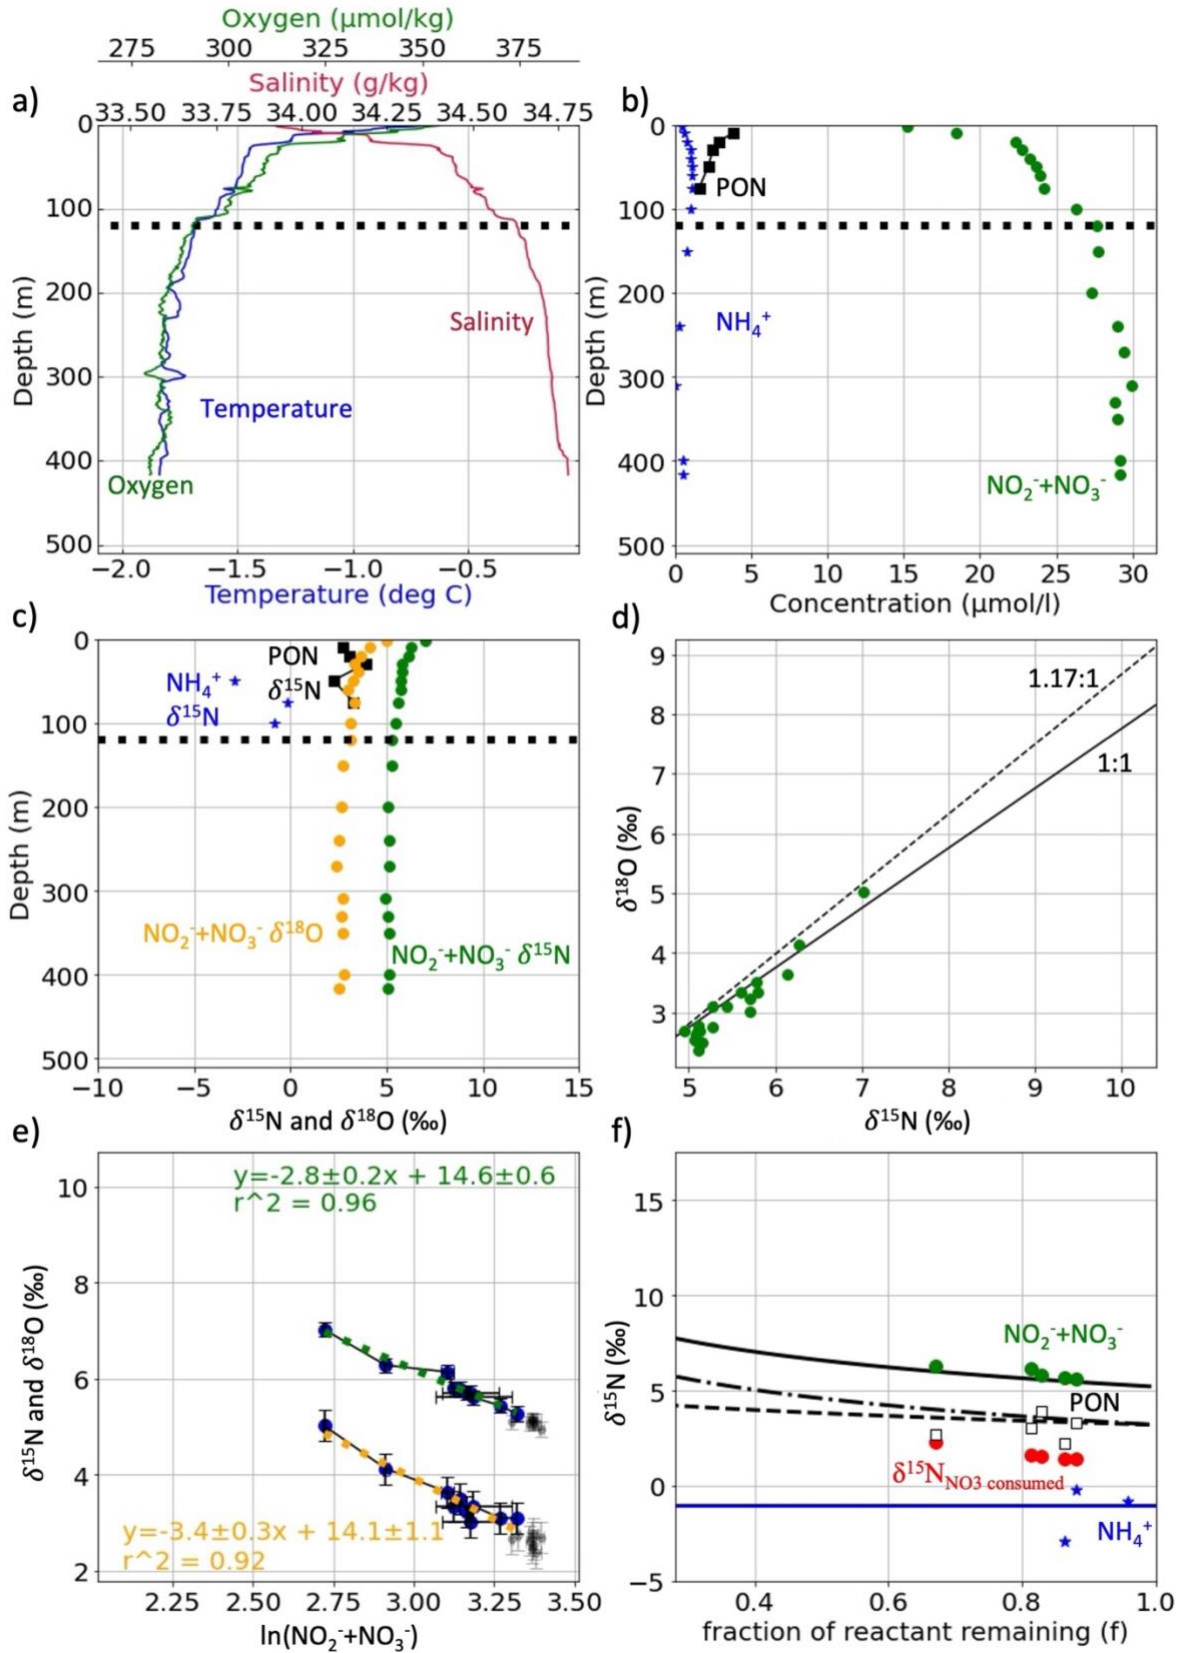 Oxygen (μmol/kg)
275 300 325 350 375
Salinity (g/kg)
a)
33.50 33.75 34.00 34.25 34.50 34.75
0
100
200
300
400
500
Depth (m)
Salinity
Temperature
Oxygen
−2.0 −1.5 −1.0 −0.5
Temperature (deg C)
b)
0
100
200
300
400
500
Depth (m)
PON
NH₄⁺
NO₂⁻+NO₃⁻
0 5 10 15 20 25 30
Concentration (μmol/l)
c)
0
100
200
300
400
500
Depth (m)
PON
δ¹⁵N
NH₄⁺
δ¹⁵N
NO₂⁻+NO₃⁻ δ¹⁸O
NO₂⁻+NO₃⁻ δ¹⁵N
−10 −5 0 5 10 15
δ¹⁵N and δ¹⁸O (‰)
d)
9
8
7
6
5
4
3
δ¹⁸O (‰)
1.17:1
1:1
5 6 7 8 9 10
δ¹⁵N (‰)
e)
10
8
6
4
2
δ¹⁵N and δ¹⁸O (‰)
y=-2.8±0.2x + 14.6±0.6
r^2 = 0.96
y=-3.4±0.3x + 14.1±1.1
r^2 = 0.92
2.25 2.50 2.75 3.00 3.25 3.50
ln(NO₂⁻+NO₃⁻)
f)
15
10
5
0
−5
δ¹⁵N (‰)
NO₂⁻+NO₃⁻
PON
δ¹⁵N NO3 consumed
NH₄⁺
0.4 0.6 0.8 1.0
fraction of reactant remaining (f)